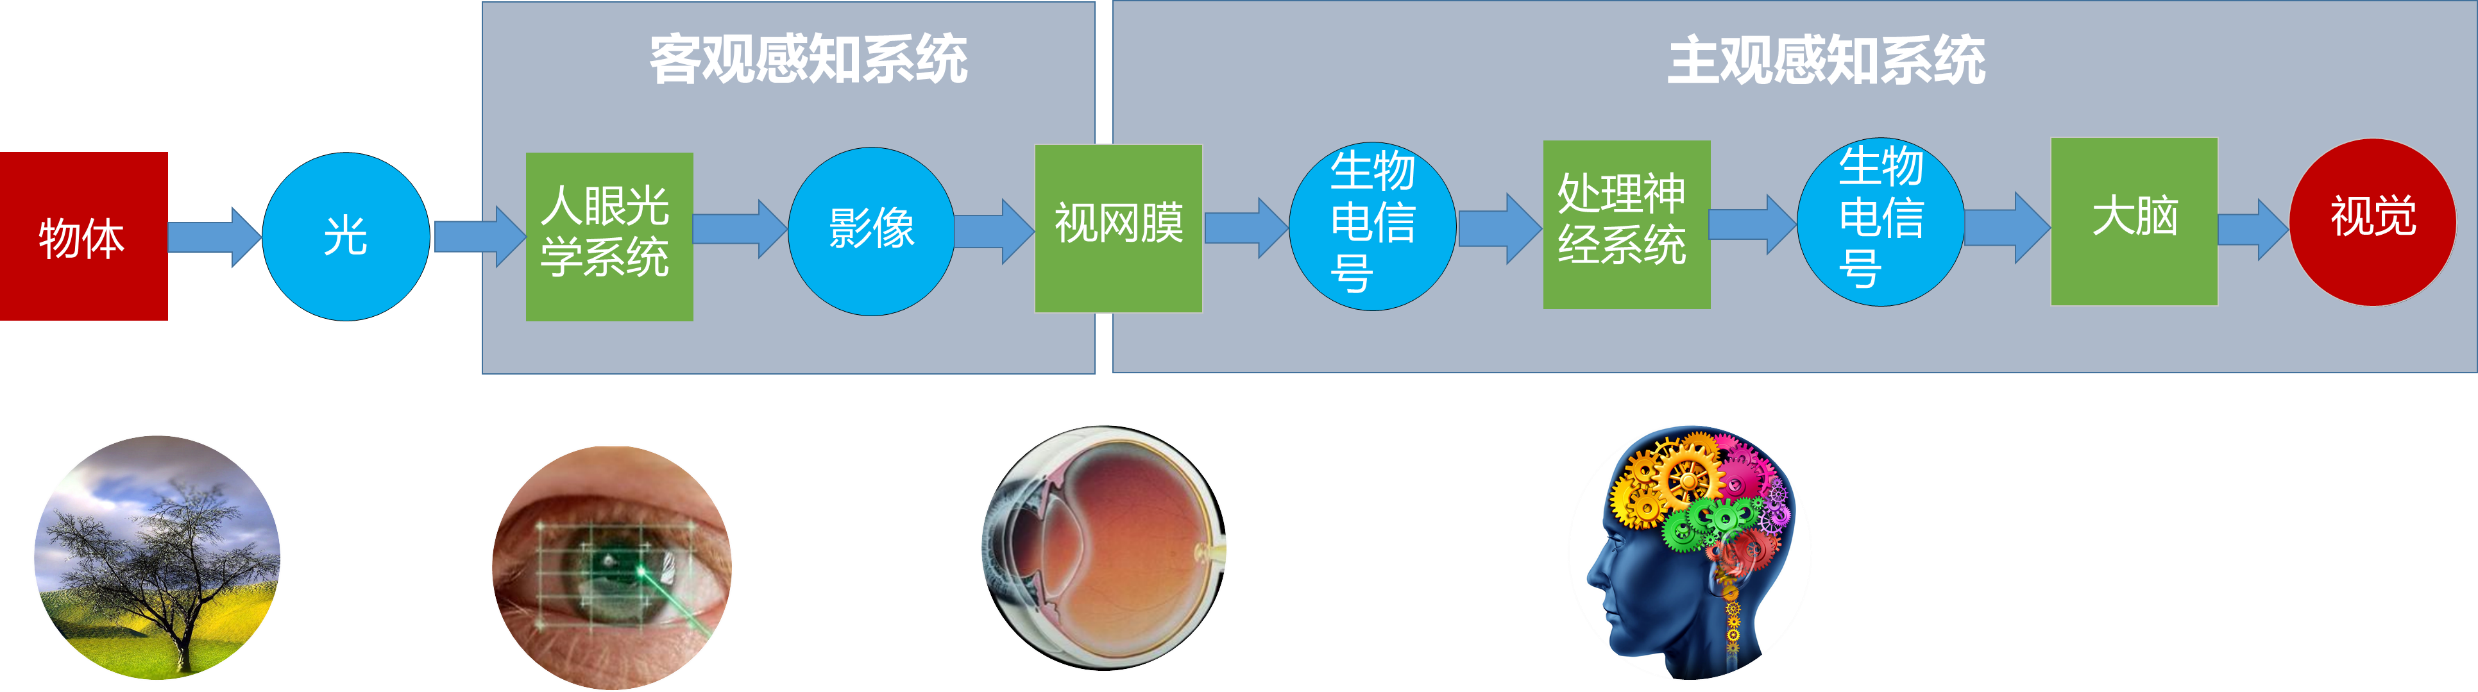 客观感知系统
主观感知系统
物体
光
人眼光
学系统
影像
视网膜
生物
电信
号
处理神
经系统
生物
电信
号
大脑
视觉